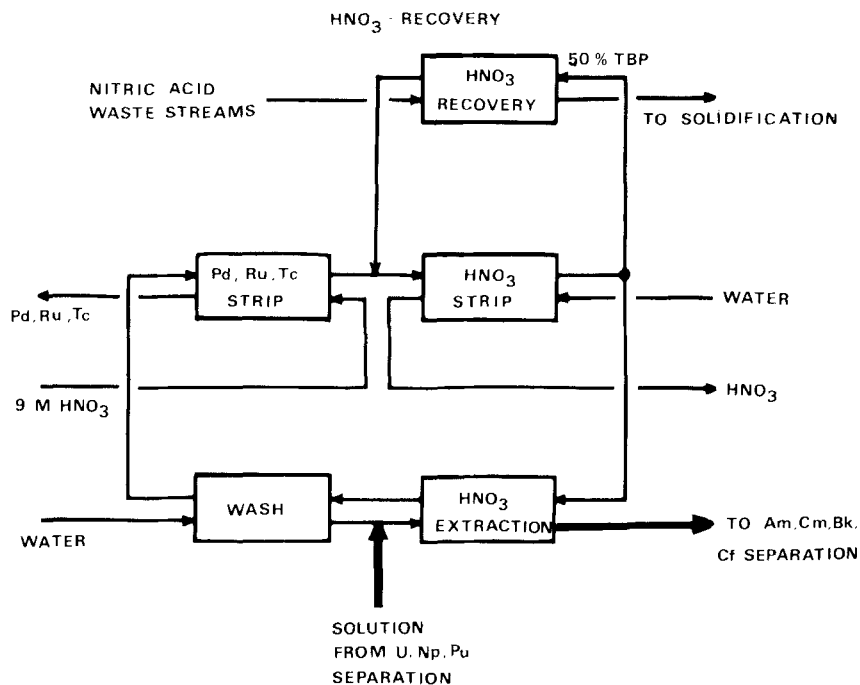 HNO3 - RECOVERY
50% TBP
HNO3
RECOVERY
NITRIC ACID
WASTE STREAMS
TO SOLIDIFICATION
Pd, Ru, Tc
STRIP
HNO3
STRIP
WATER
Pd, Ru, Tc
9 M HNO3
HNO3
WASH
HNO3
EXTRACTION
TO Am, Cm, Bk,
Cf SEPARATION
WATER
SOLUTION
FROM U, Np, Pu
SEPARATION